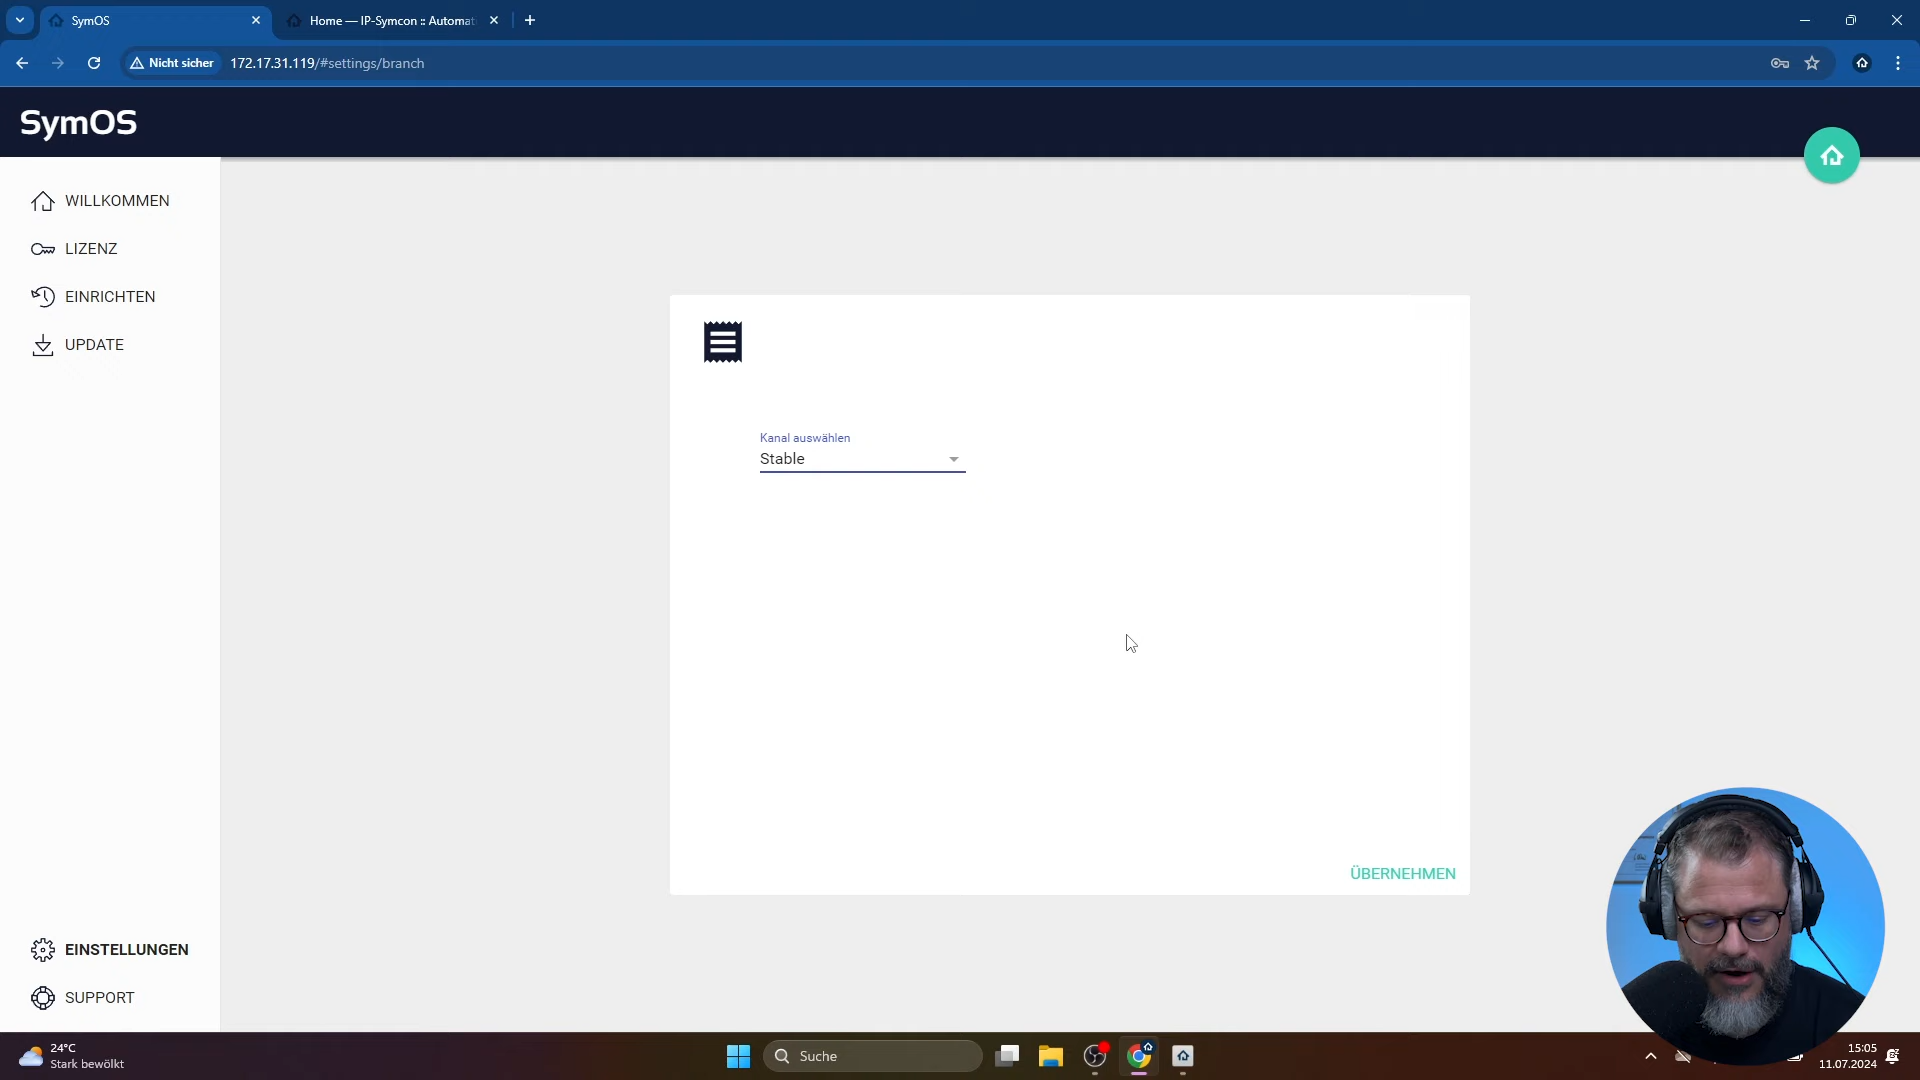 SymOS
Home — IP-Symcon :: Automat
Nicht sicher
172.17.31.119/#settings/branch
SymOS
WILLKOMMEN
LIZENZ
EINRICHTEN
UPDATE
Kanal auswählen
Stable
ÜBERNEHMEN
EINSTELLUNGEN
SUPPORT
24°C
Stark bewölkt
Suche
15:05
11.07.2024